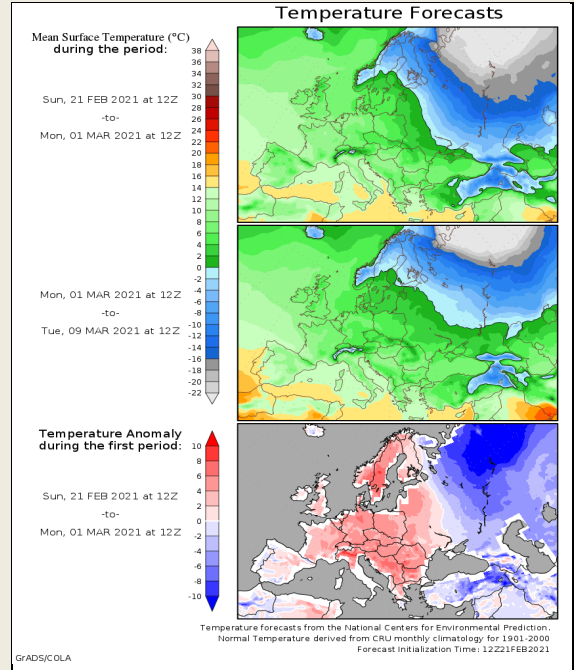 Temperature Forecasts
Mean Surface Temperature (°C)
during the period:
38
36
34
32
30
28
26
24
22
20
18
16
14
12
10
8
6
4
2
0
-2
-4
-6
-8
-10
-12
-14
-16
-18
-20
-22
Sun, 21 FEB 2021 at 12Z
-to-
Mon, 01 MAR 2021 at 12Z
Mon, 01 MAR 2021 at 12Z
-to-
Tue, 09 MAR 2021 at 12Z
Temperature Anomaly
during the first period:
10
8
6
4
2
0
-2
-4
-6
-8
-10
Sun, 21 FEB 2021 at 12Z
-to-
Mon, 01 MAR 2021 at 12Z
Temperature forecasts from the National Centers for Environmental Prediction.
Normal Temperature derived from CRU monthly climatology for 1901-2000
Forecast Initialization Time: 12Z21FEB2021
GrADS/COLA